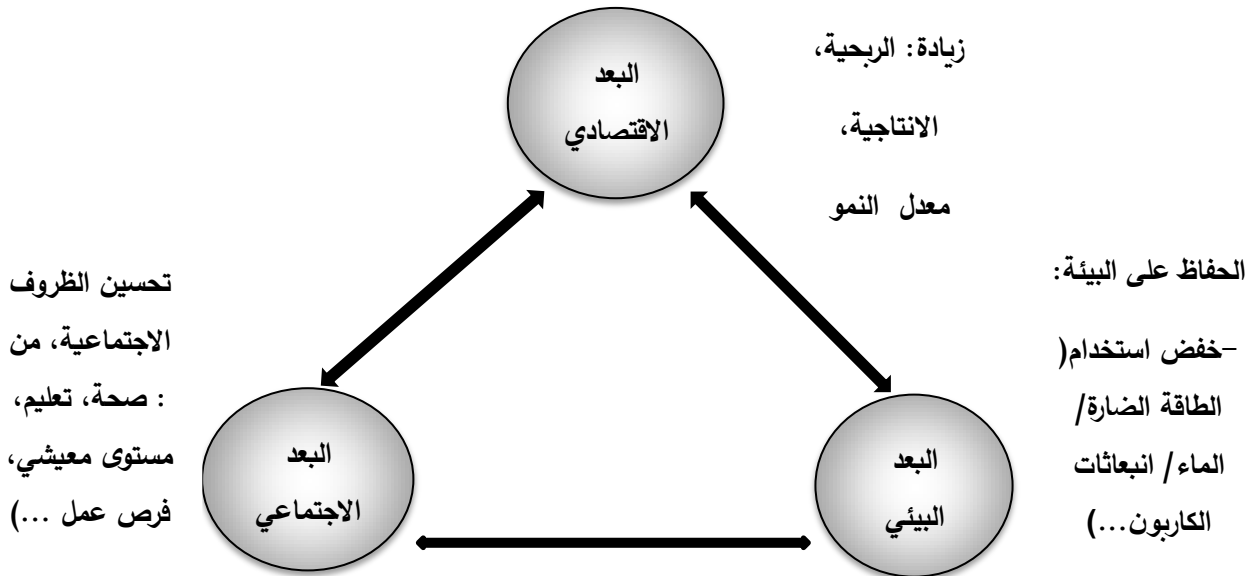 البعد
الاقتصادي
زيادة: الربحية،
الانتاجية،
معدل النمو
الحفاظ على البيئة:
-خفض استخدام(
الطاقة الضارة/
الماء/ انبعاثات
الكاربون...)
البعد
البيئي
البعد
الاجتماعي
تحسين الظروف
الاجتماعية، من
: صحة، تعليم،
مستوى معيشي،
فرص عمل ...)